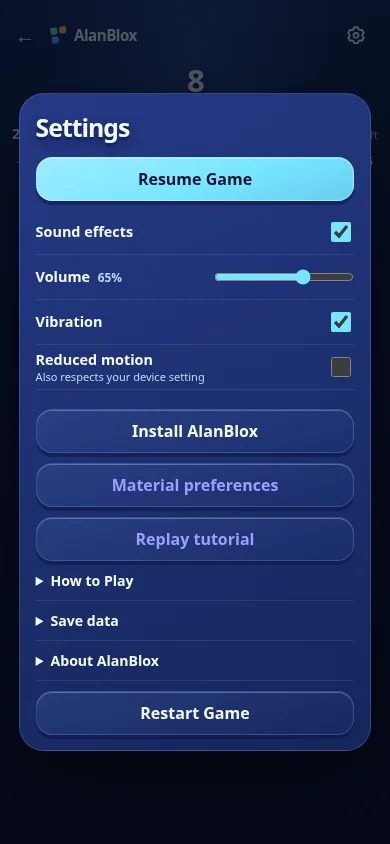 ← AlanBlox
8
2
Settings
Resume Game
Sound effects
Volume 65%
Vibration
Reduced motion
Also respects your device setting
Install AlanBlox
Material preferences
Replay tutorial
How to Play
Save data
About AlanBlox
Restart Game